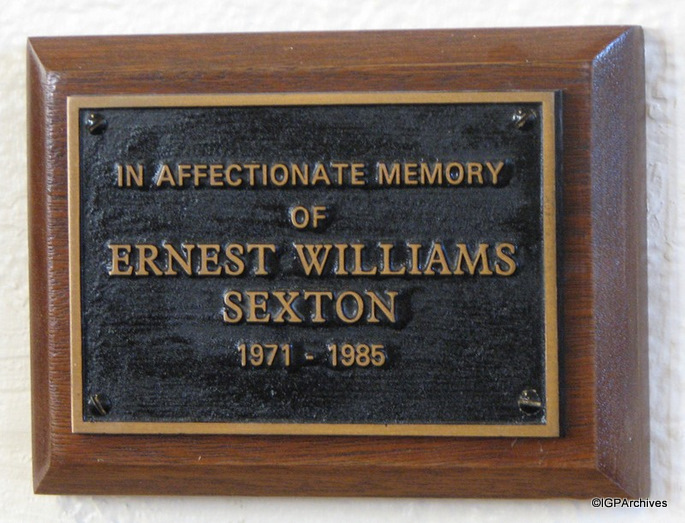 IN AFFECTIONATE MEMORY
OF
ERNEST WILLIAMS
SEXTON
1971 - 1985
©IGPArchives